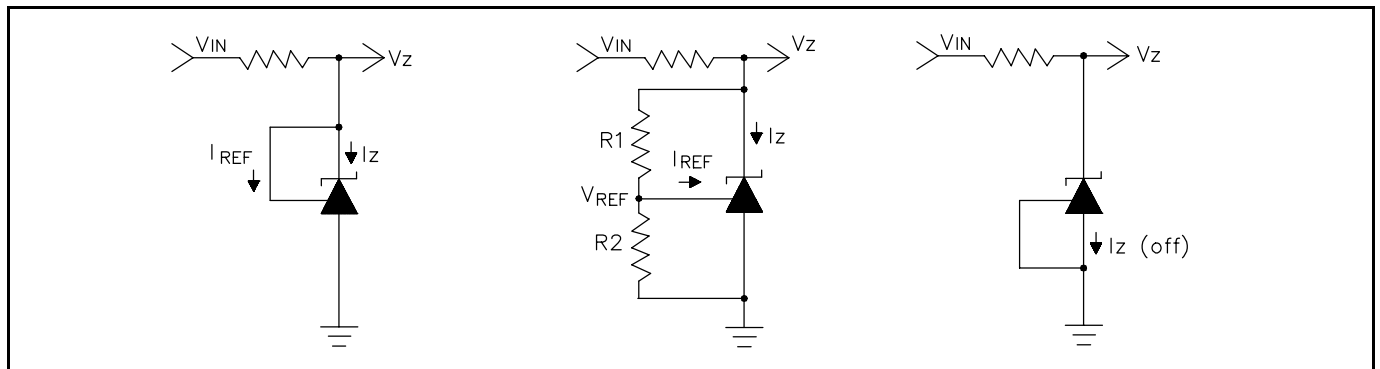 VIN
VZ
IREF
IZ
VIN
VZ
R1
IZ
IREF
VREF
R2
VIN
VZ
IZ (off)